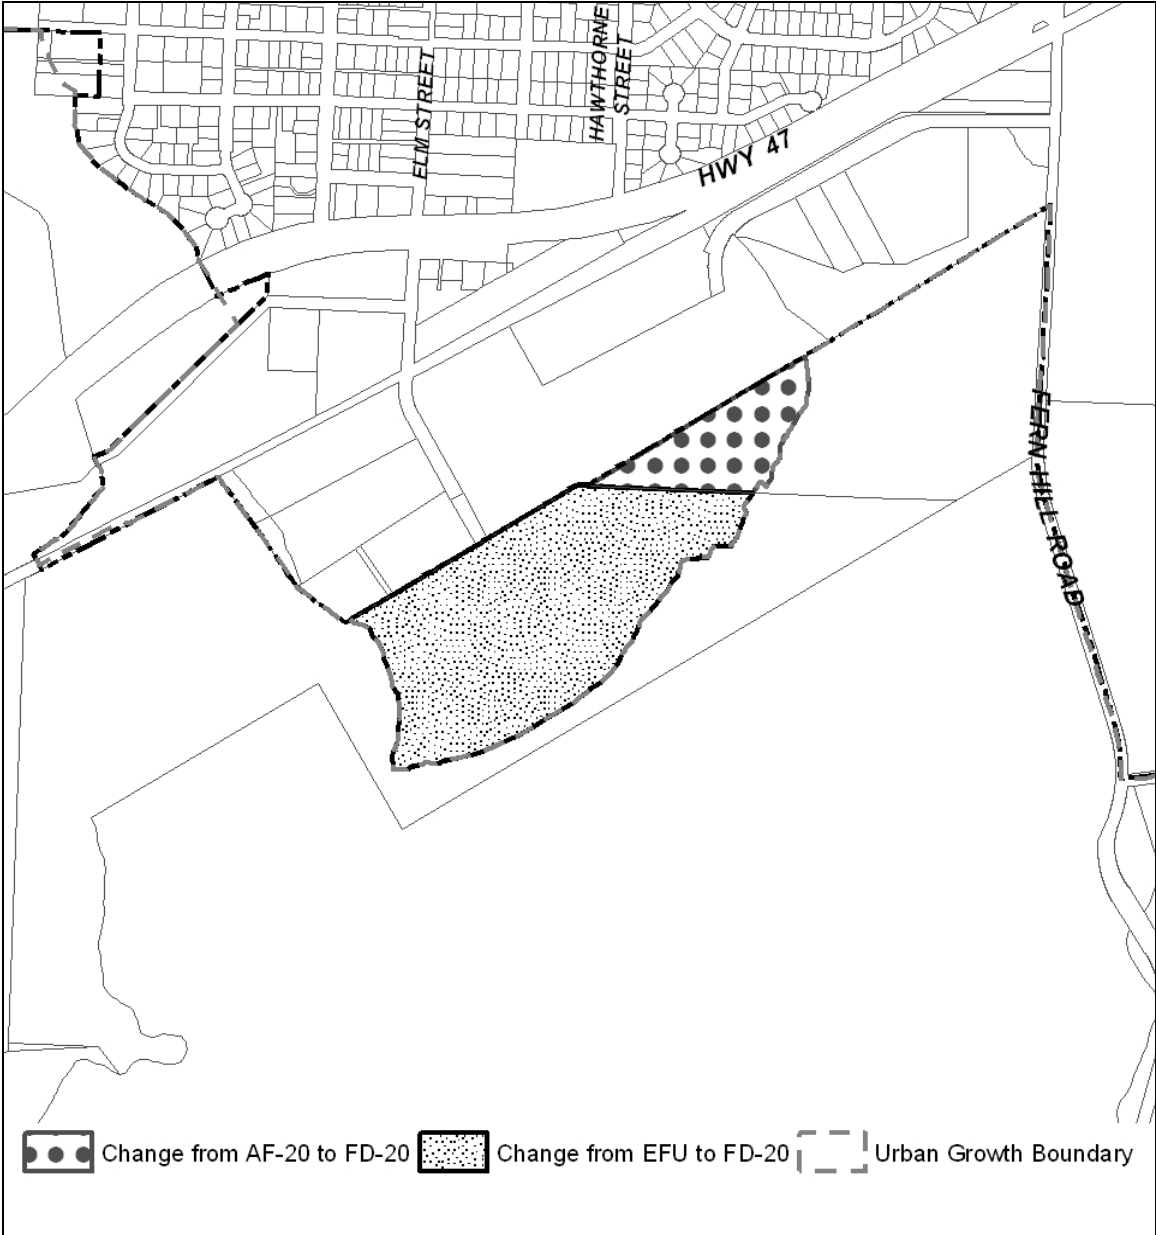 HAWTHORNE
STREET
ELM STREET
HWY 47
FERN HILL ROAD
Change from AF-20 to FD-20
Change from EFU to FD-20
Urban Growth Boundary